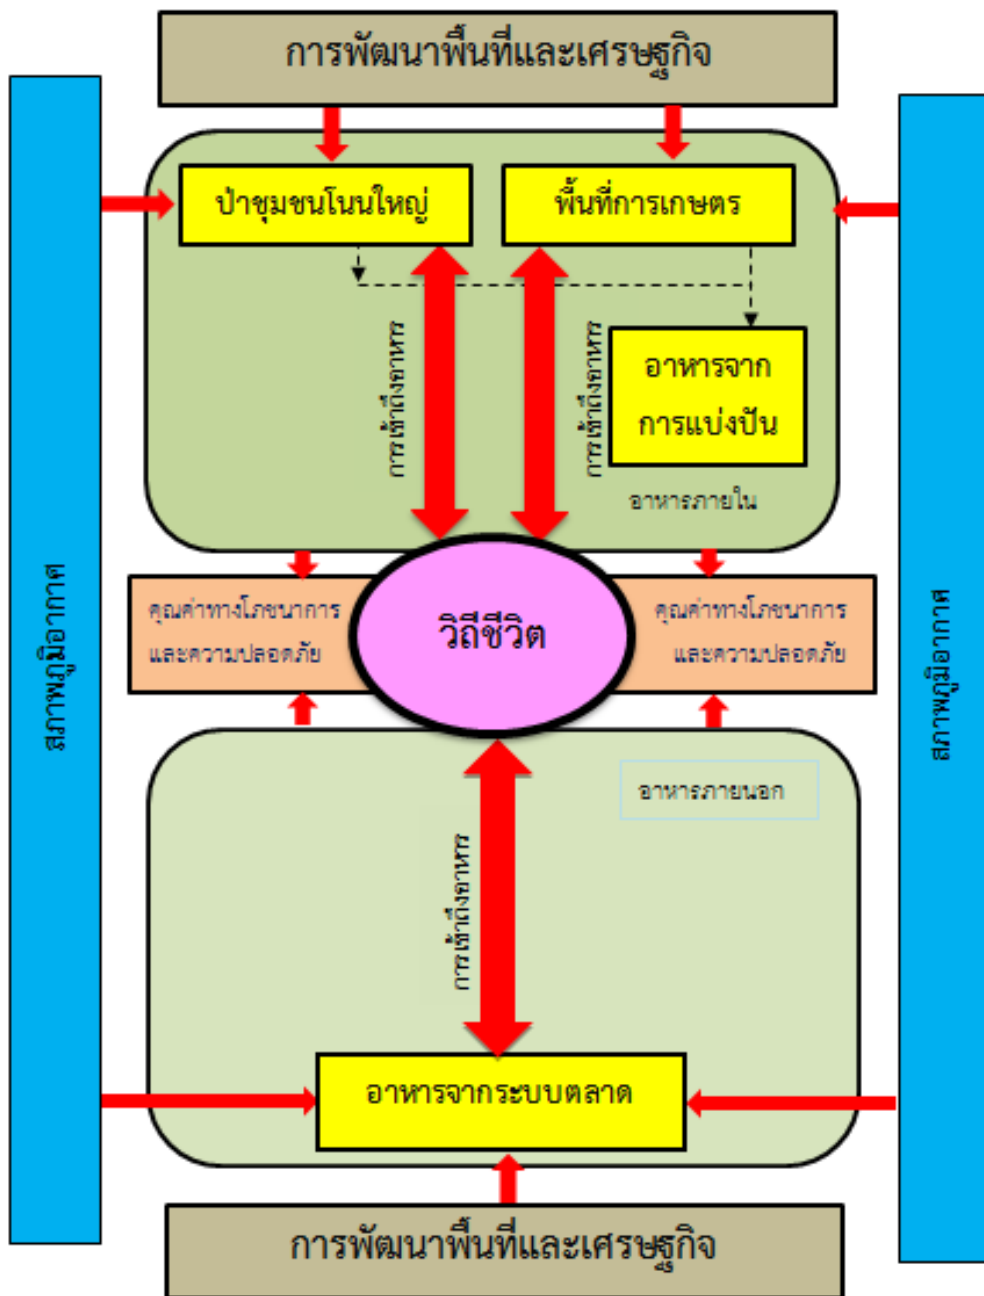 การพัฒนาพื้นที่และเศรษฐกิจ
ป่าชุมชนโนนใหญ่
พื้นที่การเกษตร
การเข้าถึงอาหาร
การเข้าถึงอาหาร
อาหารจาก
การแบ่งปัน
อาหารภายใน
สภาพภูมิอากาศ
สภาพภูมิอากาศ
คุณค่าทางโภชนาการ
และความปลอดภัย
วิถีชีวิต
คุณค่าทางโภชนาการ
และความปลอดภัย
อาหารภายนอก
การเข้าถึงอาหาร
อาหารจากระบบตลาด
การพัฒนาพื้นที่และเศรษฐกิจ